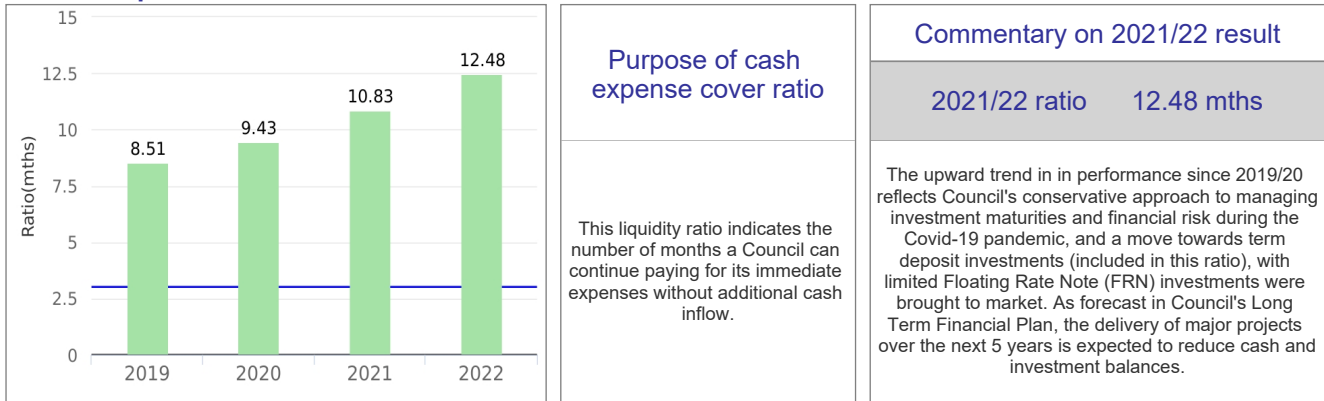 15
12.5
10
7.5
5
2.5
0
Ratio(mths)
8.51
9.43
10.83
12.48
2019
2020
2021
2022
Purpose of cash
expense cover ratio
This liquidity ratio indicates the
number of months a Council can
continue paying for its immediate
expenses without additional cash
inflow.
Commentary on 2021/22 result
2021/22 ratio 12.48 mths
The upward trend in in performance since 2019/20
reflects Council's conservative approach to managing
investment maturities and financial risk during the
Covid-19 pandemic, and a move towards term
deposit investments (included in this ratio), with
limited Floating Rate Note (FRN) investments were
brought to market. As forecast in Council's Long
Term Financial Plan, the delivery of major projects
over the next 5 years is expected to reduce cash and
investment balances.